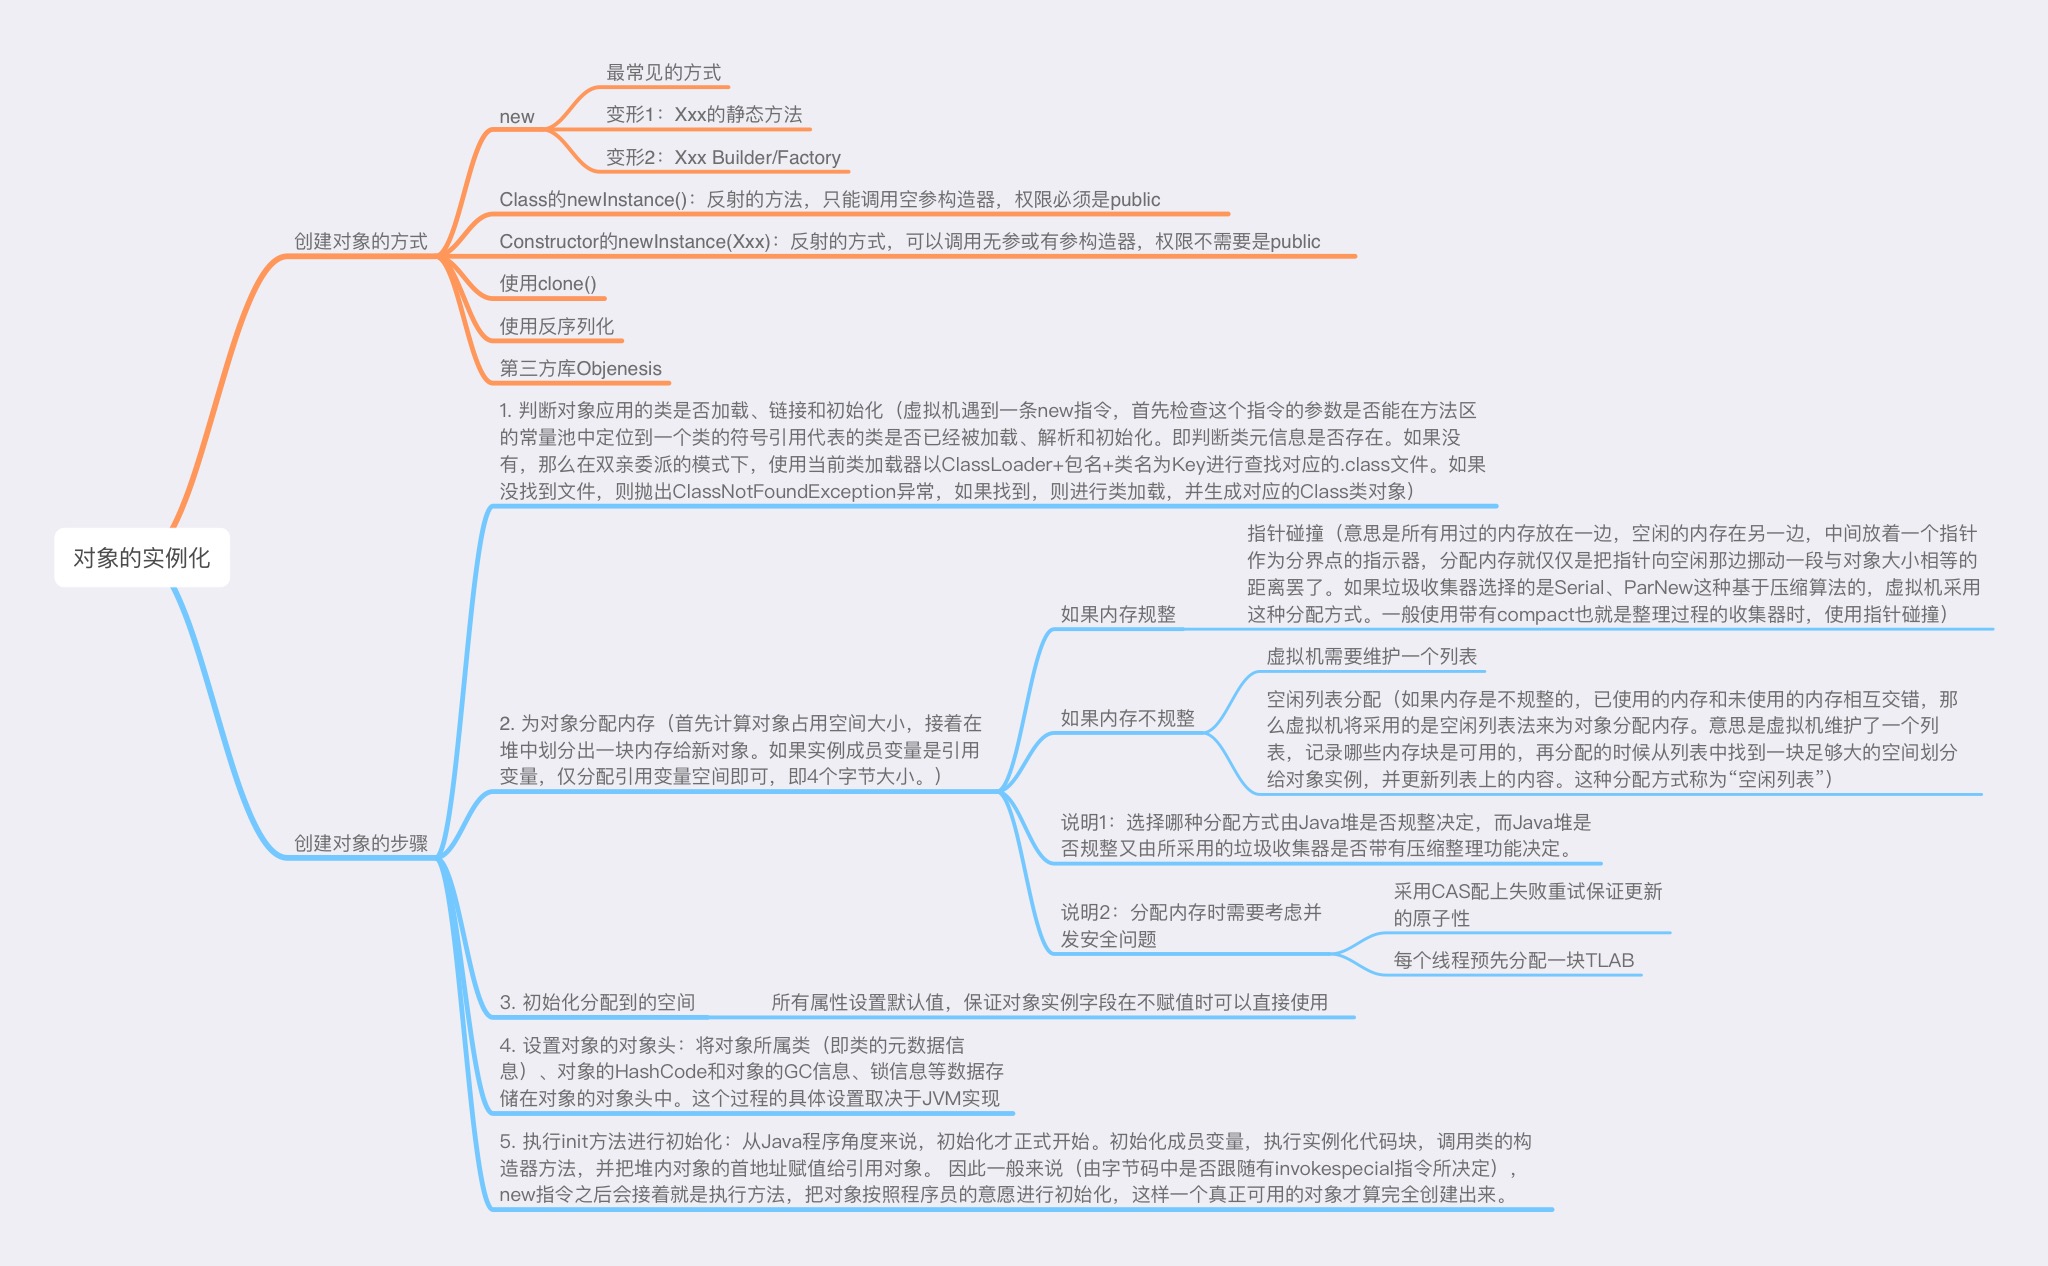 对象的实例化
创建对象的方式
new
最常见的方式
变形1：Xxx的静态方法
变形2：Xxx Builder/Factory
Class的newInstance()：反射的方法，只能调用空参构造器，权限必须是public
Constructor的newInstance(Xxx)：反射的方式，可以调用无参或有参构造器，权限不需要是public
使用clone()
使用反序列化
第三方库Objenesis
创建对象的步骤
1. 判断对象应用的类是否加载、链接和初始化（虚拟机遇到一条new指令，首先检查这个指令的参数是否能在方法区
的常量池中定位到一个类的符号引用代表的类是否已经被加载、解析和初始化。即判断类元信息是否存在。如果没
有，那么在双亲委派的模式下，使用当前类加载器以ClassLoader+包名+类名为Key进行查找对应的.class文件。如果
没找到文件，则抛出ClassNotFoundException异常，如果找到，则进行类加载，并生成对应的Class类对象）
2. 为对象分配内存（首先计算对象占用空间大小，接着在
堆中划分出一块内存给新对象。如果实例成员变量是引用
变量，仅分配引用变量空间即可，即4个字节大小。）
如果内存规整
指针碰撞（意思是所有用过的内存放在一边，空闲的内存在另一边，中间放着一个指针
作为分界点的指示器，分配内存就仅仅是把指针向空闲那边挪动一段与对象大小相等的
距离罢了。如果垃圾收集器选择的是Serial、ParNew这种基于压缩算法的，虚拟机采用
这种分配方式。一般使用带有compact也就是整理过程的收集器时，使用指针碰撞）
如果内存不规整
虚拟机需要维护一个列表
空闲列表分配（如果内存是不规整的，已使用的内存和未使用的内存相互交错，那
么虚拟机将采用的是空闲列表法来为对象分配内存。意思是虚拟机维护了一个列
表，记录哪些内存块是可用的，再分配的时候从列表中找到一块足够大的空间划分
给对象实例，并更新列表上的内容。这种分配方式称为“空闲列表”）
说明1：选择哪种分配方式由Java堆是否规整决定，而Java堆是
否规整又由所采用的垃圾收集器是否带有压缩整理功能决定。
说明2：分配内存时需要考虑并
发安全问题
采用CAS配上失败重试保证更新
的原子性
每个线程预先分配一块TLAB
3. 初始化分配到的空间
所有属性设置默认值，保证对象实例字段在不赋值时可以直接使用
4. 设置对象的对象头：将对象所属类（即类的元数据信
息）、对象的HashCode和对象的GC信息、锁信息等数据存
储在对象的对象头中。这个过程的具体设置取决于JVM实现
5. 执行init方法进行初始化：从Java程序角度来说，初始化才正式开始。初始化成员变量，执行实例化代码块，调用类的构
造器方法，并把堆内对象的首地址赋值给引用对象。 因此一般来说（由字节码中是否跟随有invokespecial指令所决定），
new指令之后会接着就是执行方法，把对象按照程序员的意愿进行初始化，这样一个真正可用的对象才算完全创建出来。